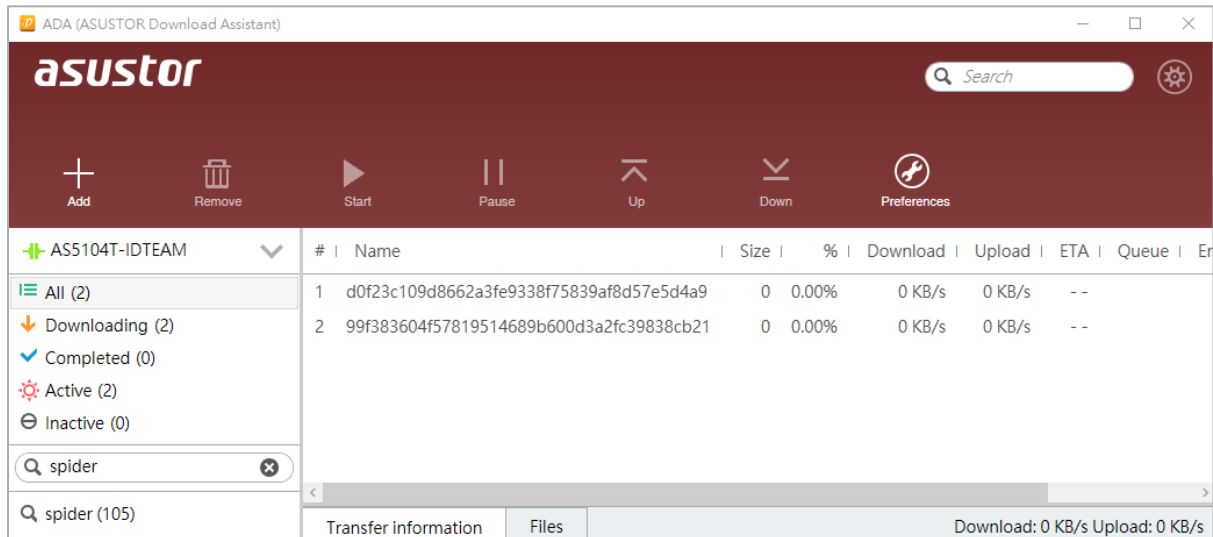 ADA (ASUSTOR Download Assistant)
asustor
Search
Add Remove Start Pause Up Down Preferences
AS5104T-IDTEAM
# Name Size % Download Upload ETA Queue Er
1 d0f23c109d8662a3fe9338f75839af8d57e5d4a9 0 0.00% 0 KB/s 0 KB/s - -
2 99f383604f57819514689b600d3a2fc39838cb21 0 0.00% 0 KB/s 0 KB/s - -
All (2)
Downloading (2)
Completed (0)
Active (2)
Inactive (0)
spider
spider (105)
Transfer information Files Download: 0 KB/s Upload: 0 KB/s